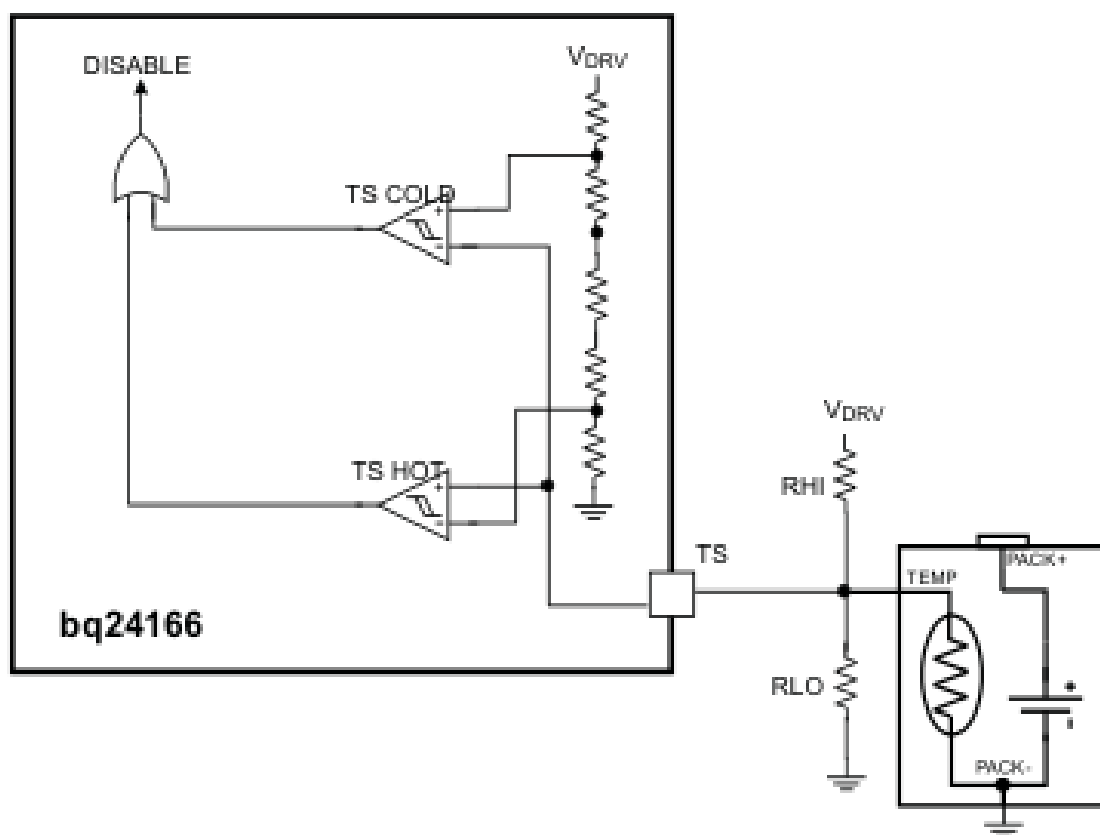 DISABLE
VDRV
TS COLD
+
-
TS HOT
+
-
VDRV
RHI
TS
PACK+
TEMP
bq24166
RLO
+
PACK-